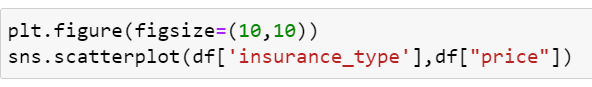 plt.figure(figsize=(10,10))
sns.scatterplot(df['insurance_type'],df["price"])